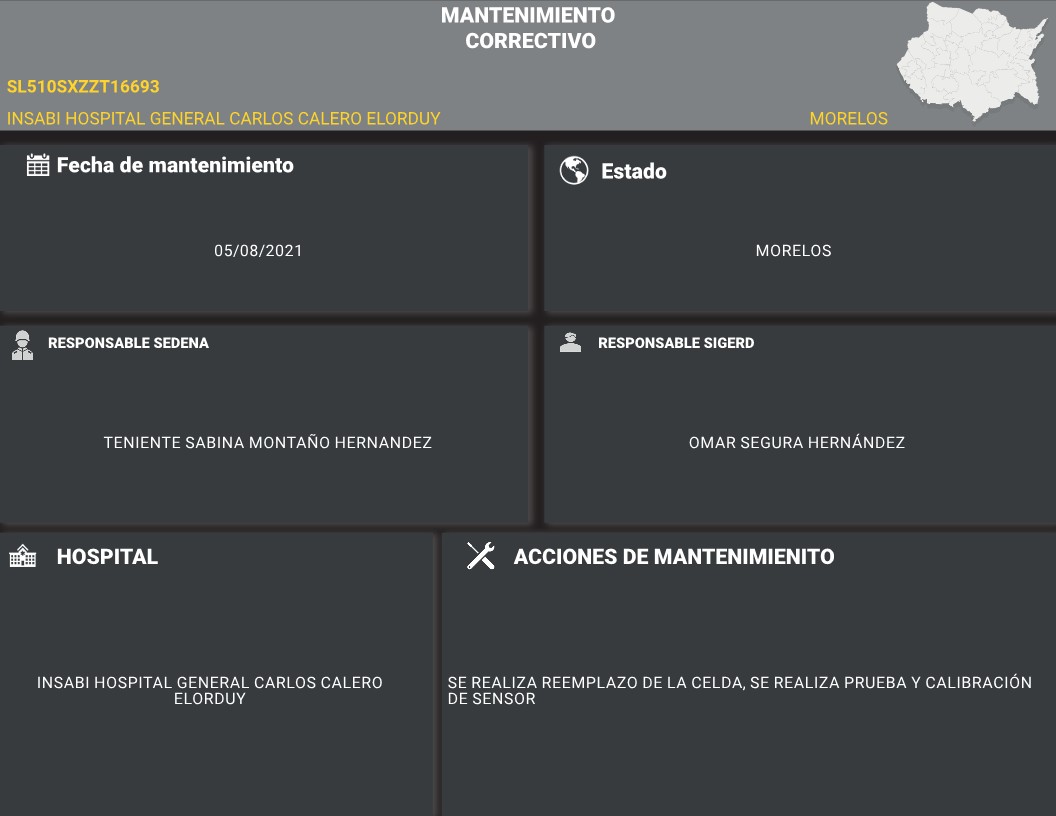 MANTENIMIENTO
CORRECTIVO
SL510SXZZT16693
INSABI HOSPITAL GENERAL CARLOS CALERO ELORDUY
MORELOS
Fecha de mantenimiento
05/08/2021
Estado
MORELOS
RESPONSABLE SEDENA
TENIENTE SABINA MONTAÑO HERNANDEZ
RESPONSABLE SIGERD
OMAR SEGURA HERNÁNDEZ
HOSPITAL
INSABI HOSPITAL GENERAL CARLOS CALERO
ELORDUY
ACCIONES DE MANTENIMIENITO
SE REALIZA REEMPLAZO DE LA CELDA, SE REALIZA PRUEBA Y CALIBRACIÓN
DE SENSOR